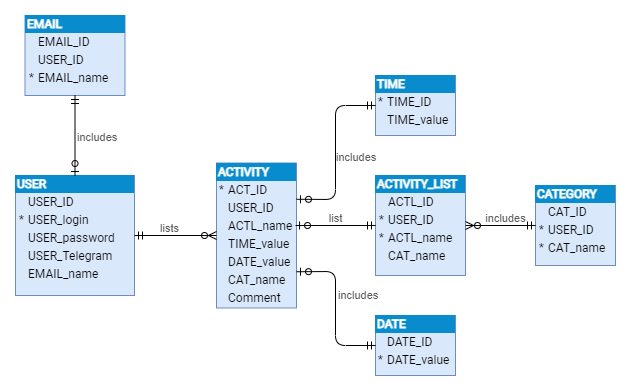 EMAIL
EMAIL_ID
USER_ID
* EMAIL_name
includes
USER
USER_ID
* USER_login
USER_password
USER_Telegram
EMAIL_name
lists
ACTIVITY
* ACT_ID
USER_ID
ACTL_name
TIME_value
DATE_value
CAT_name
Comment
includes
TIME
* TIME_ID
TIME_value
list
ACTIVITY_LIST
ACTL_ID
* USER_ID
* ACTL_name
CAT_name
includes
CATEGORY
CAT_ID
* USER_ID
* CAT_name
includes
DATE
DATE_ID
* DATE_value